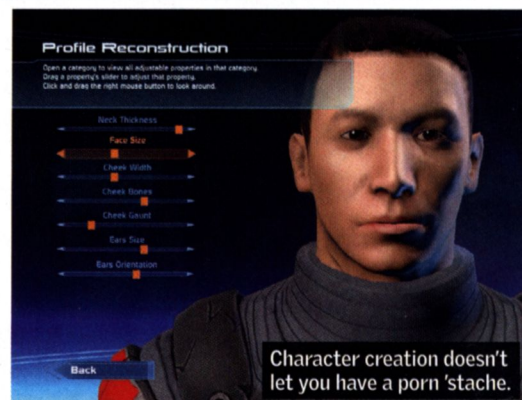 Profile Reconstruction
Open a category to view all adjustable properties in that category.
Drag a property's slider to adjust that property.
Click and drag the right mouse button to look around.
Neck Thickness
Face Size
Cheek Width
Cheek Bones
Cheek Gaunt
Ears Size
Ears Orientation
Back
Character creation doesn't
let you have a porn 'stache.